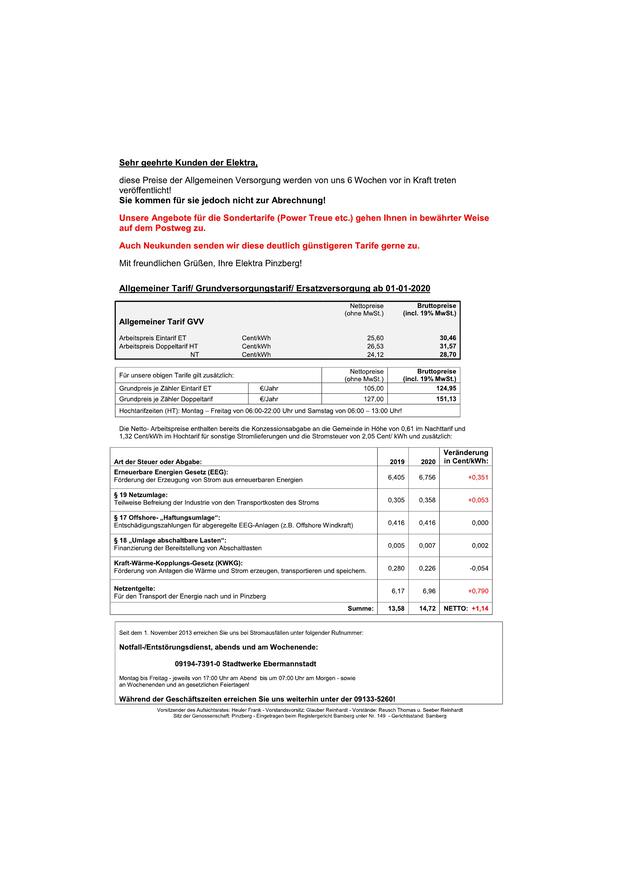 Sehr geehrte Kunden der Elektra,
diese Preise der Allgemeinen Versorgung werden von uns 6 Wochen vor in Kraft treten
veröffentlicht!
Sie kommen für sie jedoch nicht zur Abrechnung!
Unsere Angebote für die Sondertarife (Power Treue etc.) gehen Ihnen in bewährter Weise
auf dem Postweg zu.
Auch Neukunden senden wir diese deutlich günstigeren Tarife gerne zu.
Mit freundlichen Grüßen, Ihre Elektra Pinzberg!
Allgemeiner Tarif/ Grundversorgungstarif/ Ersatzversorgung ab 01-01-2020
Nettopreise Bruttopreise
(ohne MwSt.) (incl. 19% MwSt.)
Allgemeiner Tarif GVV
Arbeitspreis Eintarif ET Cent/kWh 25,60 30,46
Arbeitspreis Doppeltarif HT Cent/kWh 26,53 31,57
NT Cent/kWh 24,12 28,70
Für unsere obigen Tarife gilt zusätzlich: Nettopreise Bruttopreise
(ohne MwSt.) (incl. 19% MwSt.)
Grundpreis je Zähler Eintarif ET €/Jahr 105,00 124,95
Grundpreis je Zähler Doppeltarif €/Jahr 127,00 151,13
Hochtarifzeiten (HT): Montag – Freitag von 06:00-22:00 Uhr und Samstag von 06:00 – 13:00 Uhr!
Die Netto- Arbeitspreise enthalten bereits die Konzessionsabgabe an die Gemeinde in Höhe von 0,61 im Nachttarif und
1,32 Cent/kWh im Hochtarif für sonstige Stromlieferungen und die Stromsteuer von 2,05 Cent/ kWh und zusätzlich:
Art der Steuer oder Abgabe: 2019 2020 Veränderung
in Cent/kWh:
Erneuerbare Energien Gesetz (EEG):
Förderung der Erzeugung von Strom aus erneuerbaren Energien 6,405 6,756 +0,351
§ 19 Netzumlage:
Teilweise Befreiung der Industrie von den Transportkosten des Stroms 0,305 0,358 +0,053
§ 17 Offshore- „Haftungsumlage“:
Entschädigungszahlungen für abgeregelte EEG-Anlagen (z.B. Offshore Windkraft) 0,416 0,416 0,000
§ 18 „Umlage abschaltbare Lasten“:
Finanzierung der Bereitstellung von Abschaltlasten 0,005 0,007 0,002
Kraft-Wärme-Kopplungs-Gesetz (KWKG):
Förderung von Anlagen die Wärme und Strom erzeugen, transportieren und speichern. 0,280 0,226 -0,054
Netzentgelte:
Für den Transport der Energie nach und in Pinzberg 6,17 6,96 +0,790
Summe: 13,58 14,72 NETTO: +1,14
Seit dem 1. November 2013 erreichen Sie uns bei Stromausfällen unter folgender Rufnummer:
Notfall-/Entstörungsdienst, abends und am Wochenende:
09194-7391-0 Stadtwerke Ebermannstadt
Montag bis Freitag - jeweils von 17:00 Uhr am Abend bis um 07:00 Uhr am Morgen - sowie
an Wochenenden und an gesetzlichen Feiertagen!
Während der Geschäftszeiten erreichen Sie uns weiterhin unter der 09133-5260!
Vorsitzender des Aufsichtsrates: Heuler Frank - Vorstandsvorsitz: Glauber Reinhardt - Vorstände: Reusch Thomas u. Seeber Reinhardt
Sitz der Genossenschaft: Pinzberg - Eingetragen beim Registergericht Bamberg unter Nr. 149 - Gerichtsstand: Bamberg